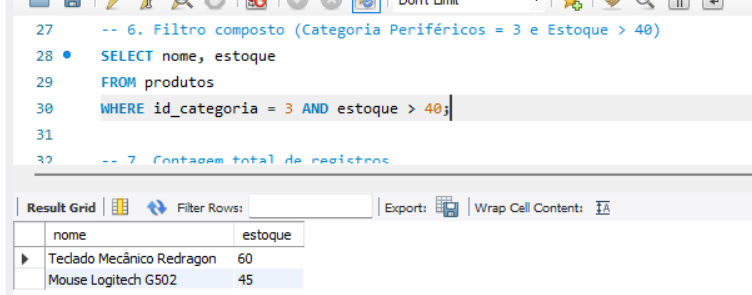 Don't Limit
27 -- 6. Filtro composto (Categoria Periféricos = 3 e Estoque > 40)
28 SELECT nome, estoque
29 FROM produtos
30 WHERE id_categoria = 3 AND estoque > 40;
31
32 -- 7. Contagem total de registros
Result Grid Filter Rows: Export: Wrap Cell Content:
nome estoque
Teclado Mecânico Redragon 60
Mouse Logitech G502 45